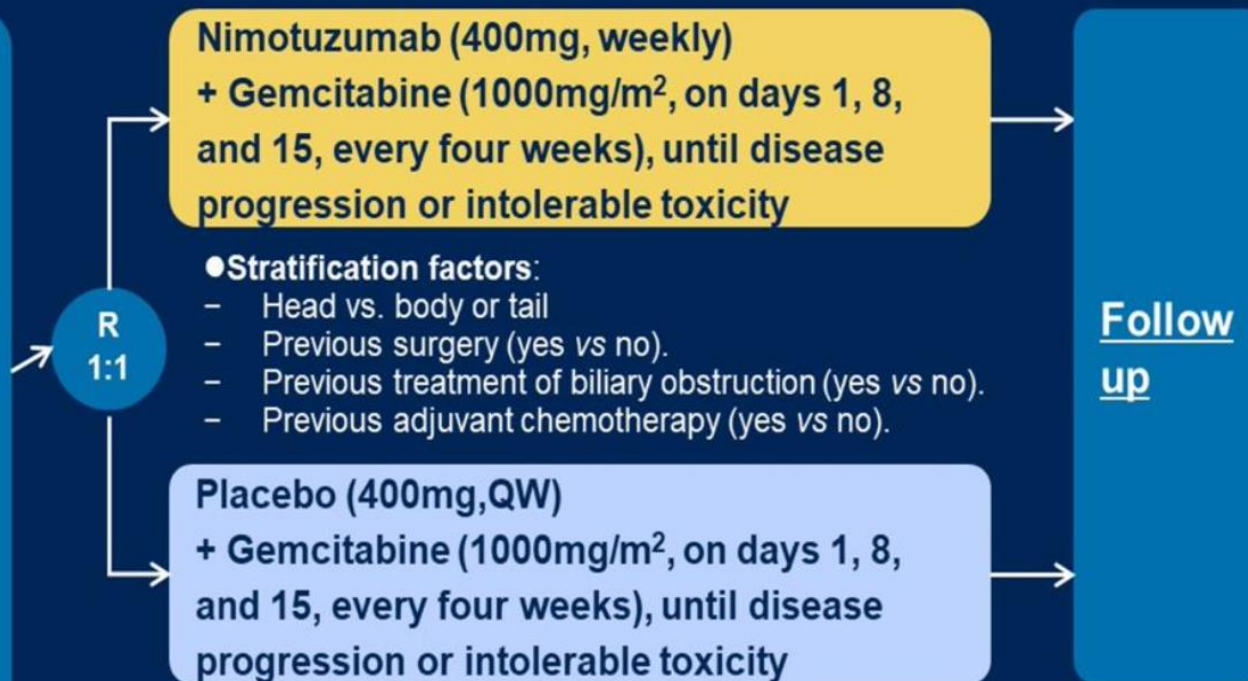 Nimotuzumab (400mg, weekly)
+ Gemcitabine (1000mg/m², on days 1, 8,
and 15, every four weeks), until disease
progression or intolerable toxicity
●Stratification factors:
– Head vs. body or tail
– Previous surgery (yes vs no).
– Previous treatment of biliary obstruction (yes vs no).
– Previous adjuvant chemotherapy (yes vs no).
R
1:1
Placebo (400mg,QW)
+ Gemcitabine (1000mg/m², on days 1, 8,
and 15, every four weeks), until disease
progression or intolerable toxicity
Follow
up